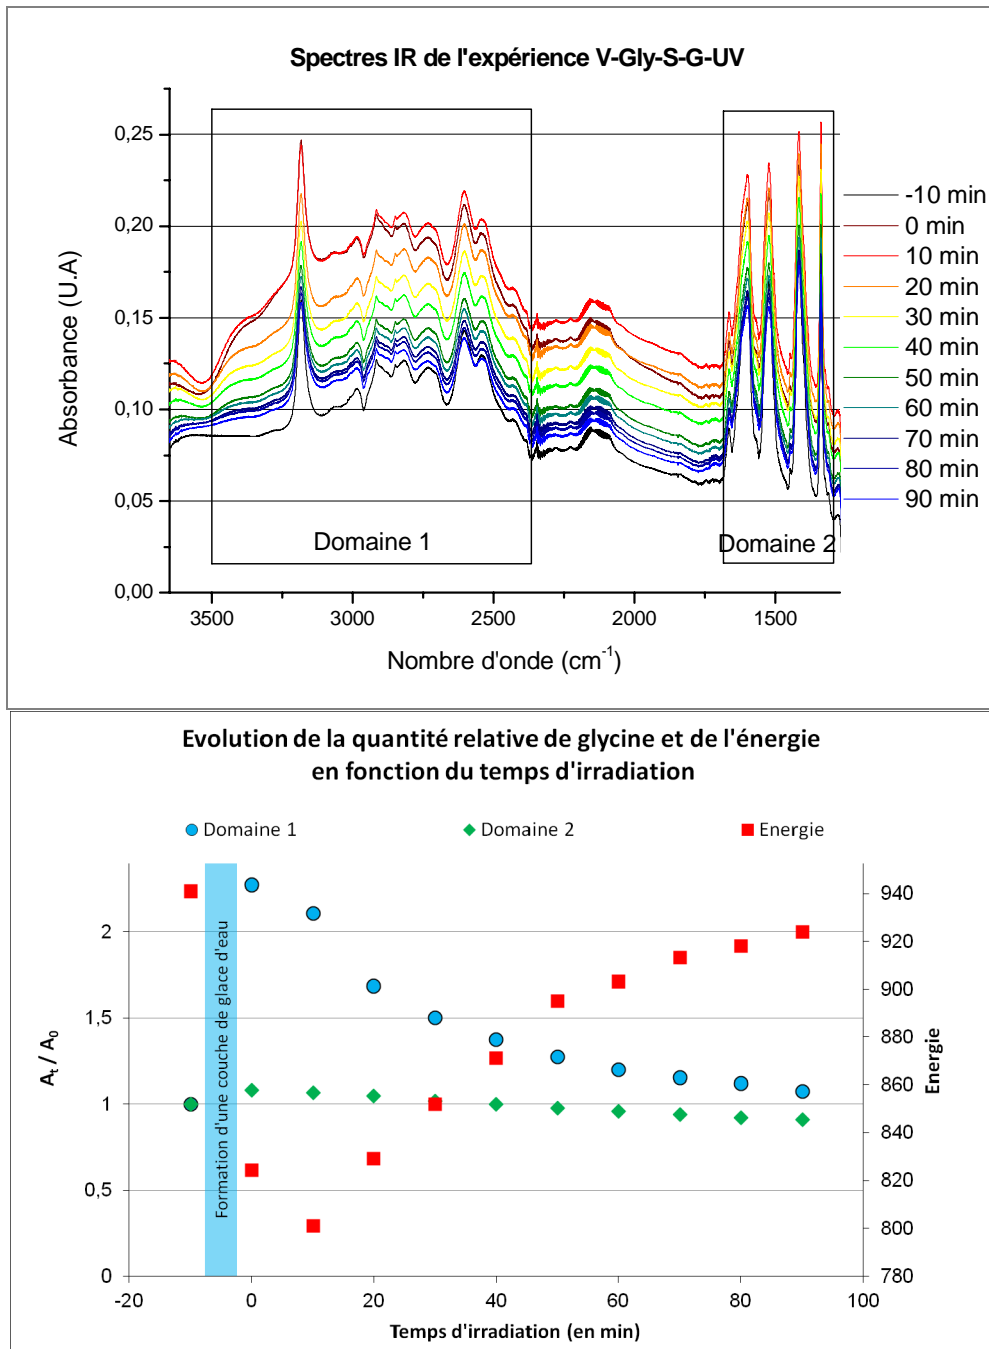 Spectres IR de l'expérience V-Gly-S-G-UV
0,25
0,20
0,15
0,10
0,05
0,00
Absorbance (U.A)
Domaine 1
Domaine 2
3500
3000
2500
2000
1500
Nombre d'onde (cm⁻¹)
-10 min
0 min
10 min
20 min
30 min
40 min
50 min
60 min
70 min
80 min
90 min
Evolution de la quantité relative de glycine et de l'énergie
en fonction du temps d'irradiation
Domaine 1
Domaine 2
Energie
2
1,5
1
0,5
0
Aₜ / A₀
Formation d'une couche de glace d'eau
940
920
900
880
860
840
820
800
780
Energie
-20
0
20
40
60
80
100
Temps d'irradiation (en min)